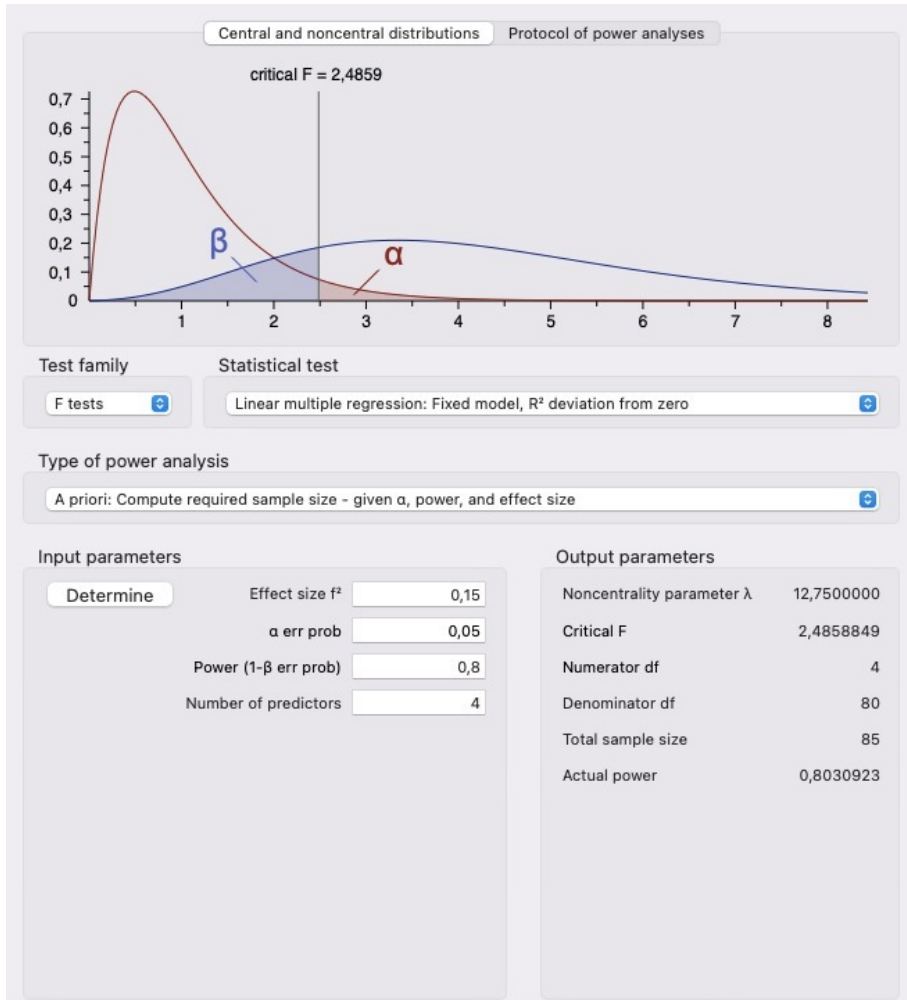 Central and noncentral distributions Protocol of power analyses
critical F = 2,4859
0,7
0,6
0,5
0,4
0,3
0,2
0,1
0
β
α
1 2 3 4 5 6 7 8
Test family Statistical test
F tests Linear multiple regression: Fixed model, R² deviation from zero
Type of power analysis
A priori: Compute required sample size - given α, power, and effect size
Input parameters Output parameters
Determine Effect size f² 0,15 Noncentrality parameter λ 12,7500000
α err prob 0,05 Critical F 2,4858849
Power (1-β err prob) 0,8 Numerator df 4
Number of predictors 4 Denominator df 80
Total sample size 85
Actual power 0,8030923